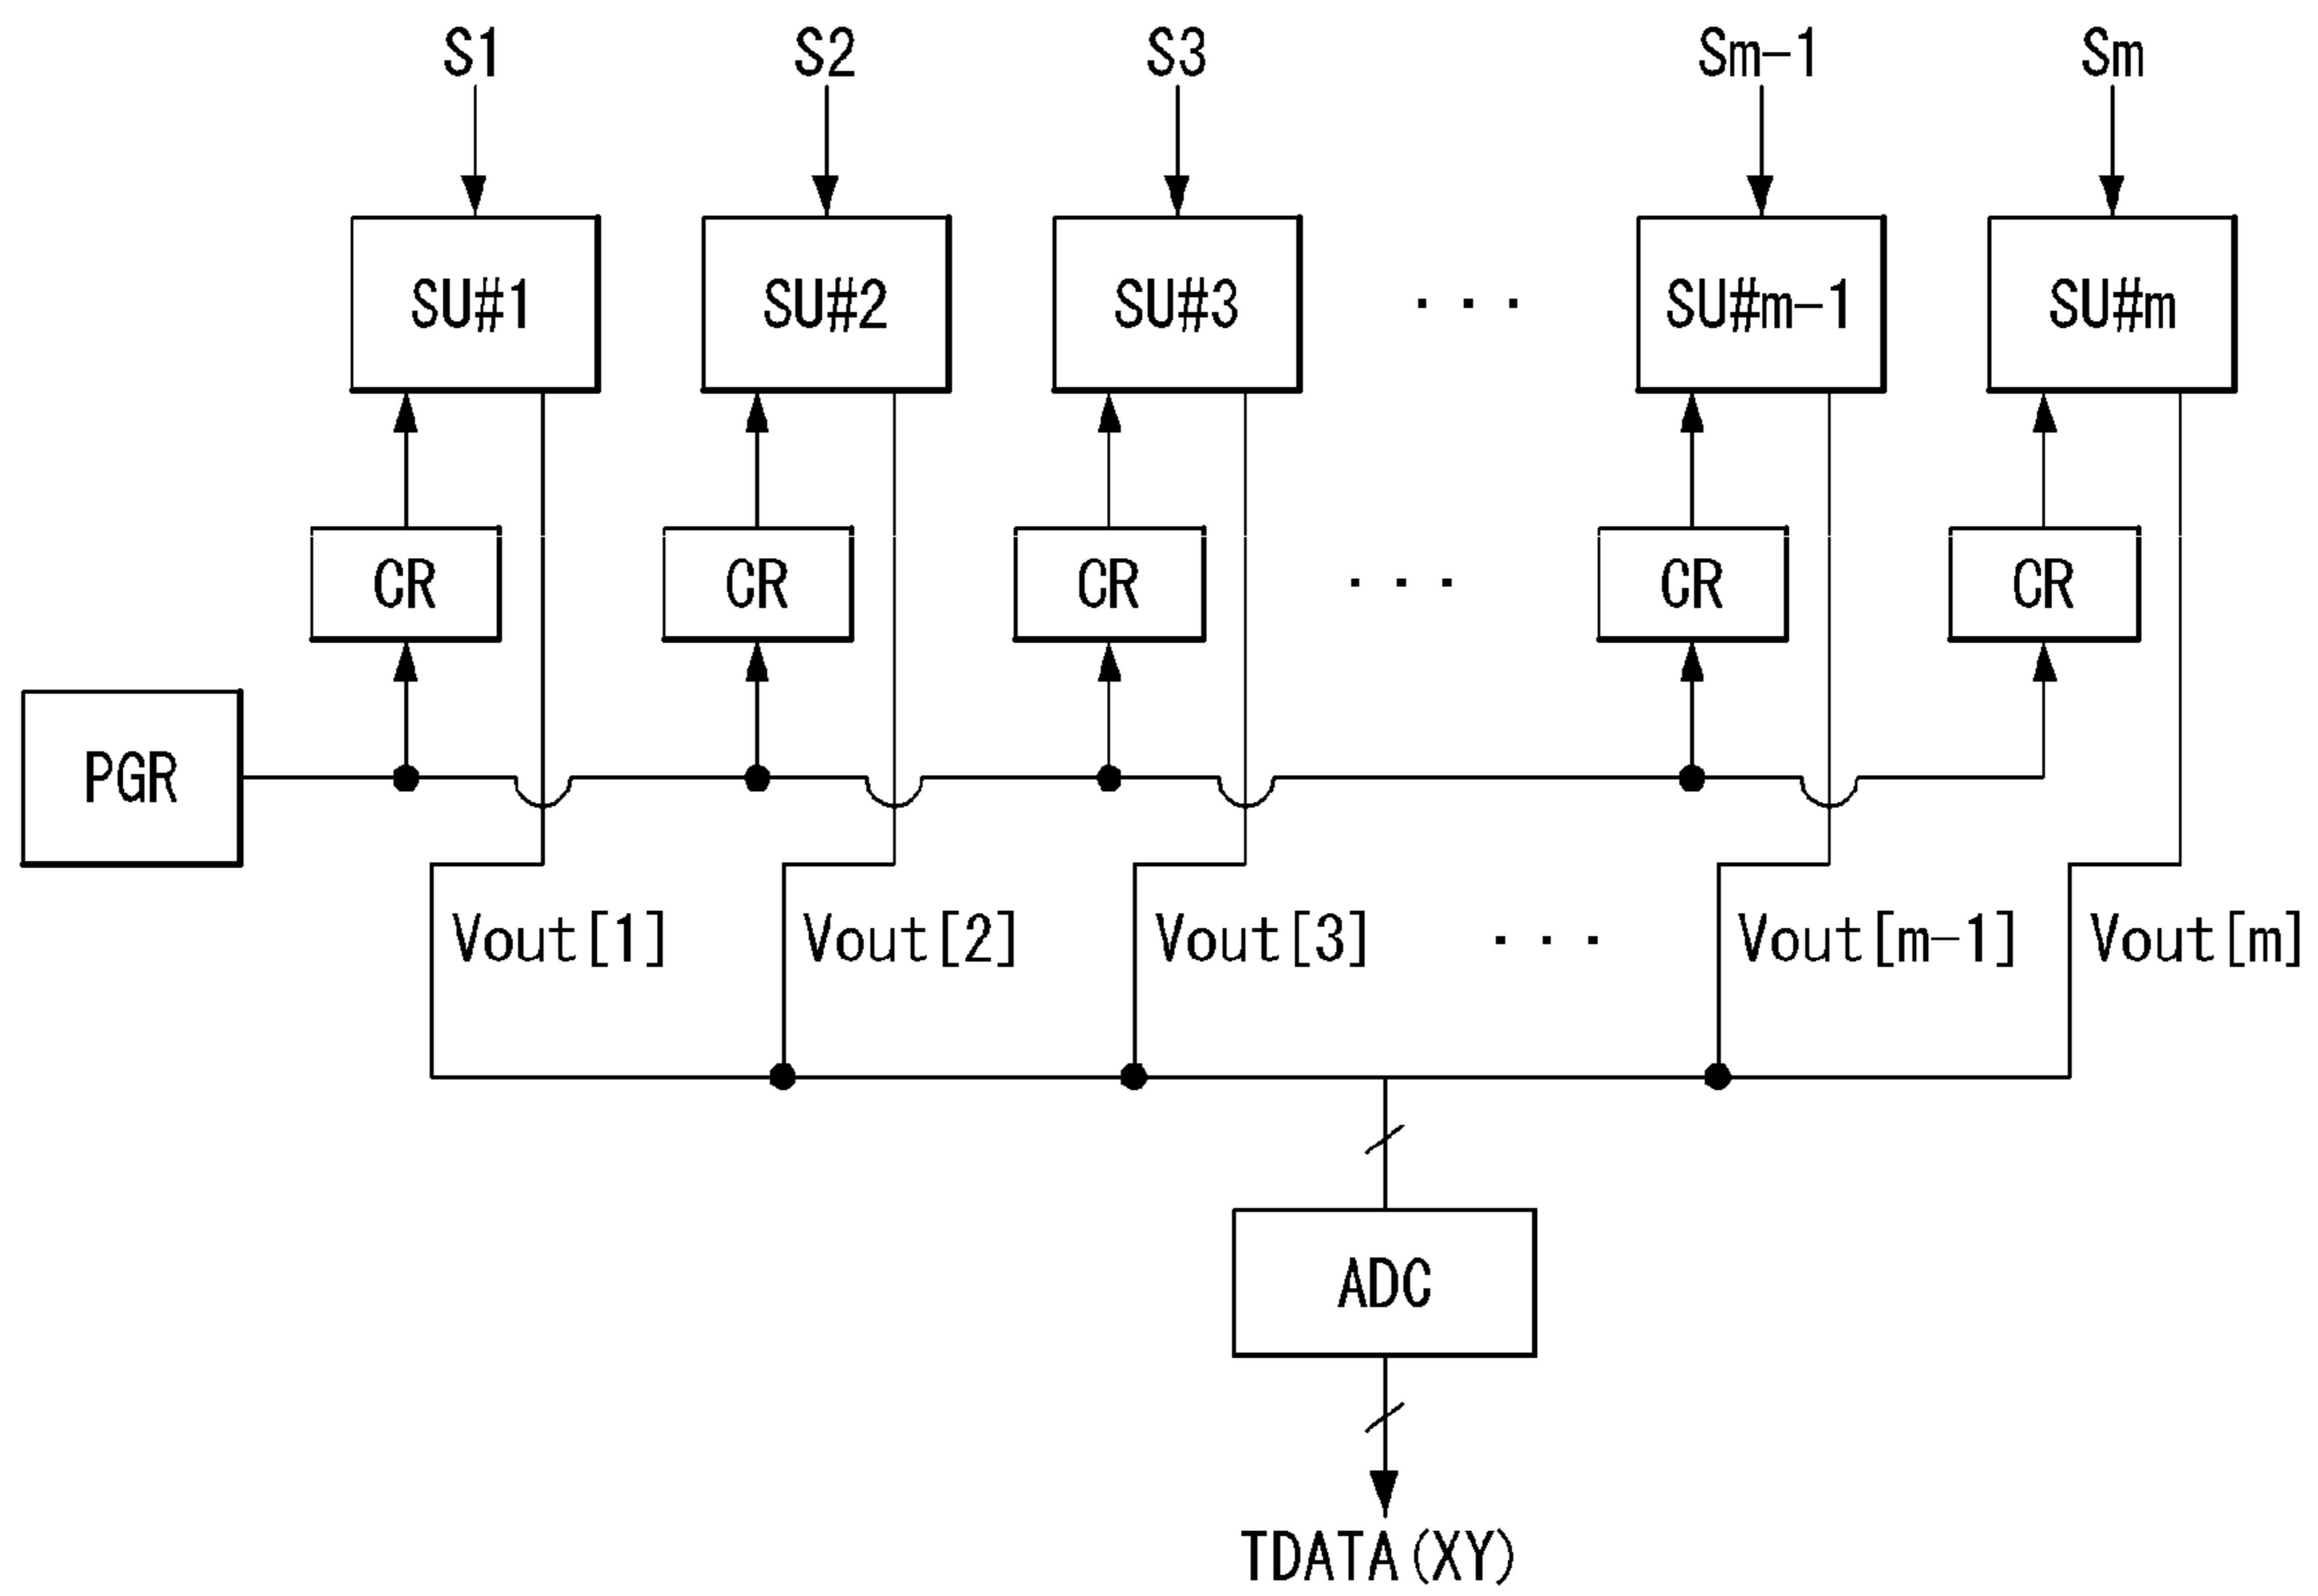 S1 S2 S3 Sm-1 Sm
SU#1 SU#2 SU#3 ··· SU#m-1 SU#m
CR CR CR ··· CR CR
PGR
Vout[1] Vout[2] Vout[3] ··· Vout[m-1] Vout[m]
ADC
TDATA(XY)